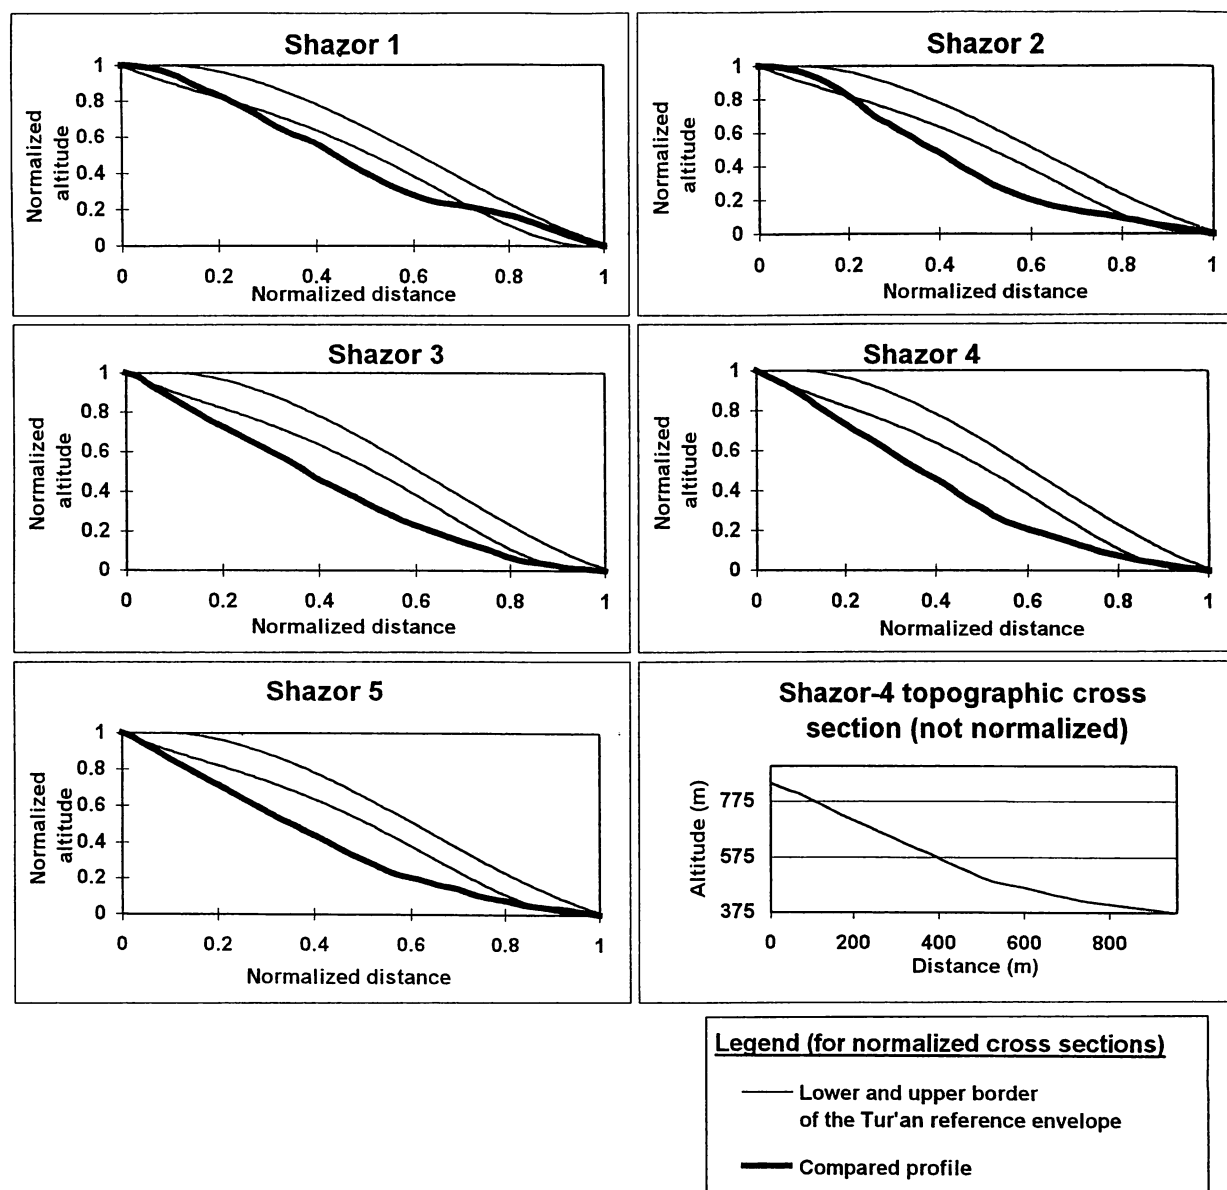 Shazor 1
Normalized
altitude
1
0.8
0.6
0.4
0.2
0
0 0.2 0.4 0.6 0.8 1
Normalized distance
Shazor 2
Normalized
altitude
1
0.8
0.6
0.4
0.2
0
0 0.2 0.4 0.6 0.8 1
Normalized distance
Shazor 3
Normalized
altitude
1
0.8
0.6
0.4
0.2
0
0 0.2 0.4 0.6 0.8 1
Normalized distance
Shazor 4
Normalized
altitude
1
0.8
0.6
0.4
0.2
0
0 0.2 0.4 0.6 0.8 1
Normalized distance
Shazor 5
Normalized
altitude
1
0.8
0.6
0.4
0.2
0
0 0.2 0.4 0.6 0.8 1
Normalized distance
Shazor-4 topographic cross
section (not normalized)
Altitude (m)
775
575
375
0 200 400 600 800
Distance (m)
Legend (for normalized cross sections)
Lower and upper border
of the Tur'an reference envelope
Compared profile